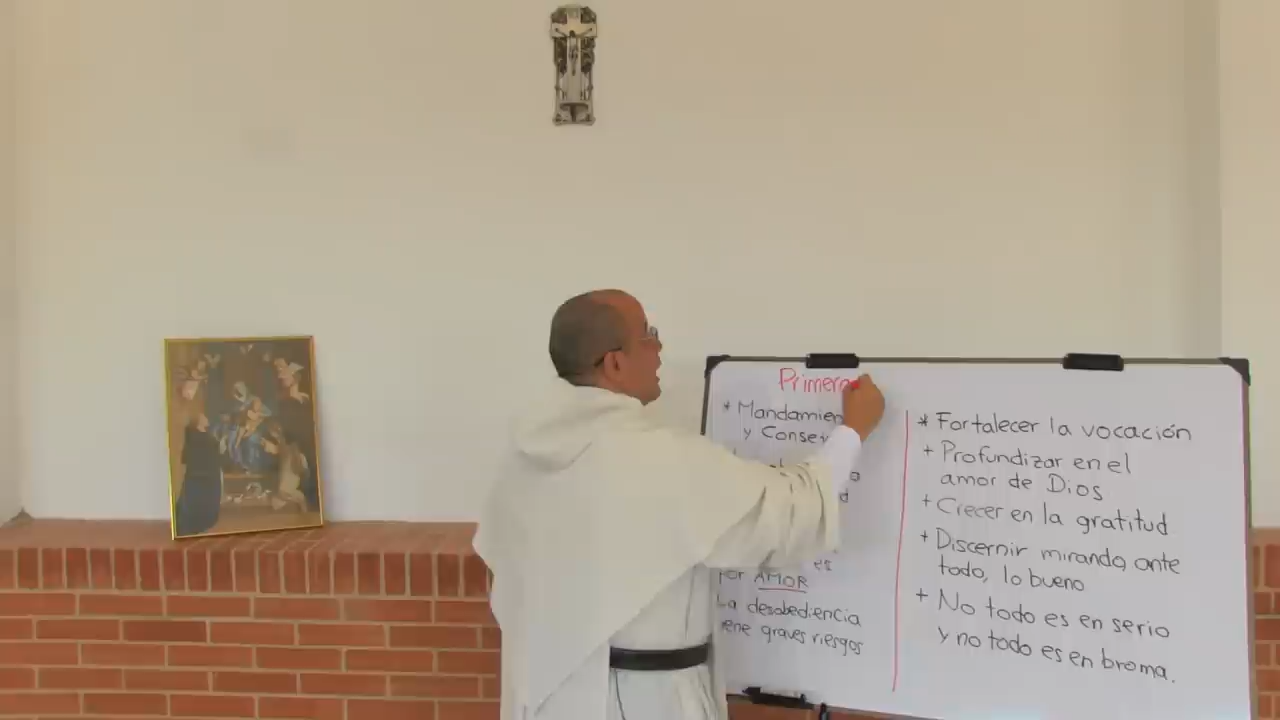 Primera
* Mandamien
y Conse
d
es
por AMOR
La desobediencia
tiene graves riesgos
* Fortalecer la vocación
+ Profundizar en el
amor de Dios
+ Crecer en la gratitud
+ Discernir mirando, ante
todo, lo bueno
+ No todo es en serio
y no todo es en broma.